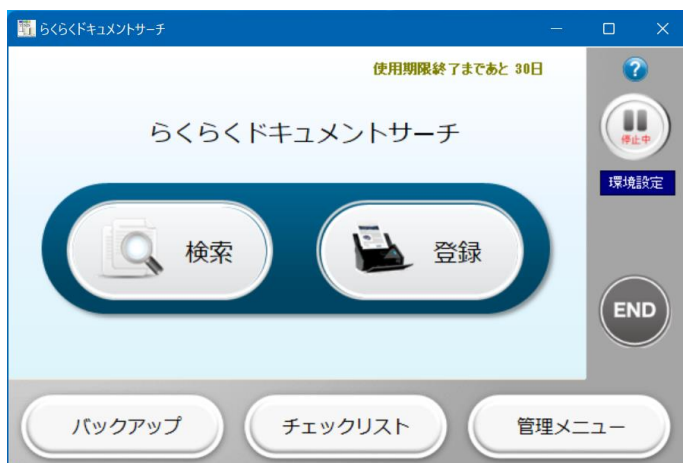 らくらくドキュメントサーチ
使用期限終了まであと 30日
らくらくドキュメントサーチ
停止中
環境設定
検索
登録
END
バックアップ
チェックリスト
管理メニュー